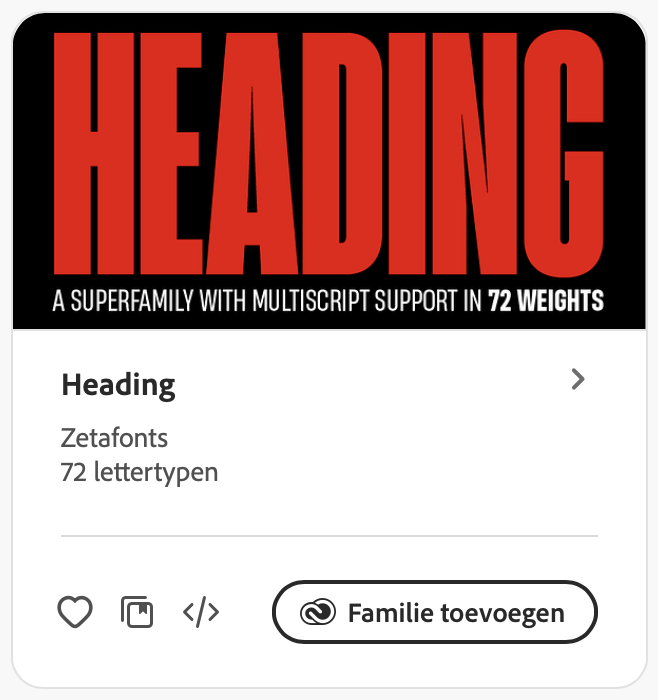 HEADING
A SUPERFAMILY WITH MULTISCRIPT SUPPORT IN 72 WEIGHTS
Heading
Zetafonts
72 lettertypen
Familie toevoegen